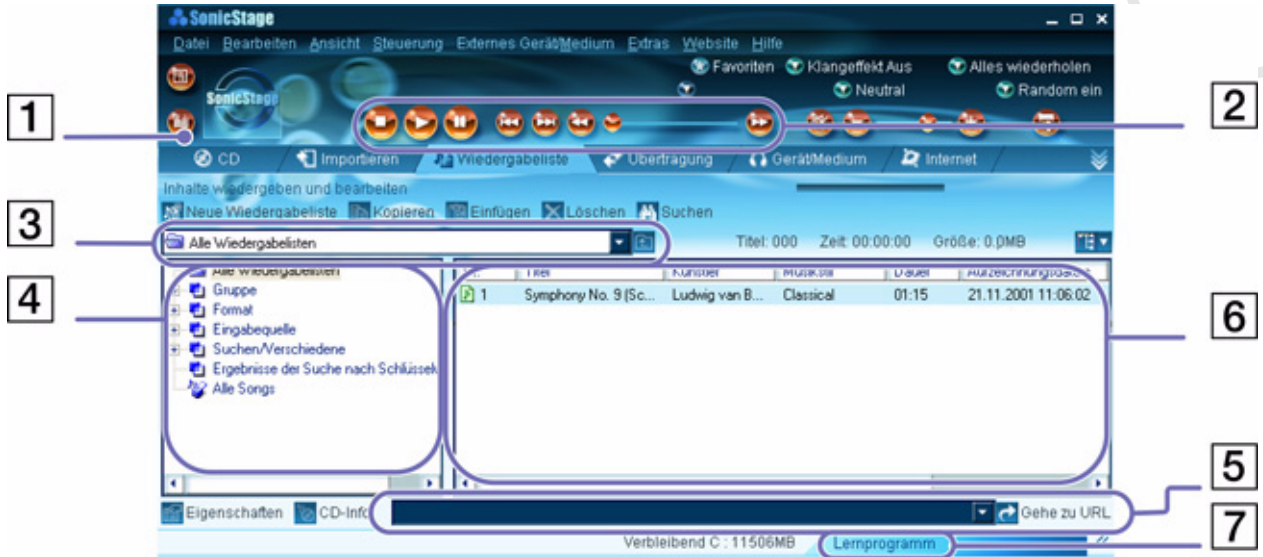 SonicStage
Datei Bearbeiten Ansicht Steuerung Externes Gerät/Medium Extras Website Hilfe
Favoriten Klangeffekt Aus Alles wiederholen
SonicStage
Neutral Random ein
1
2
CD Importieren Wiedergabeliste Übertragung Gerät/Medium Internet
Inhalte wiedergeben und bearbeiten
Neue Wiedergabeliste Kopieren Einfügen Löschen Suchen
3
Alle Wiedergabelisten Titel: 000 Zeit: 00:00:00 Größe: 0.0MB
Alle Wiedergabelisten Titel Künstler Musikstil Dauer
4
Gruppe 1 Symphony No. 9 (Sc... Ludwig van B... Classical 01:15 21.11.2001 11:06:02
Format
6
Eingabequelle
Suchen/Verschiedene
Ergebnisse der Suche nach Schlüsselw
Alle Songs
5
Eigenschaften CD-Info Gehe zu URL
7
Verbleibend C : 11506MB Lernprogramm